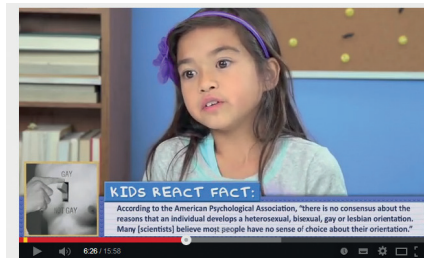 GAY
NOT GAY
KIDS REACT FACT:
According to the American Psychological Association, "there is no consensus about the
reasons that an individual develops a heterosexual, bisexual, gay or lesbian orientation.
Many [scientists] believe most people have no sense of choice about their orientation."
6:26 / 15:58